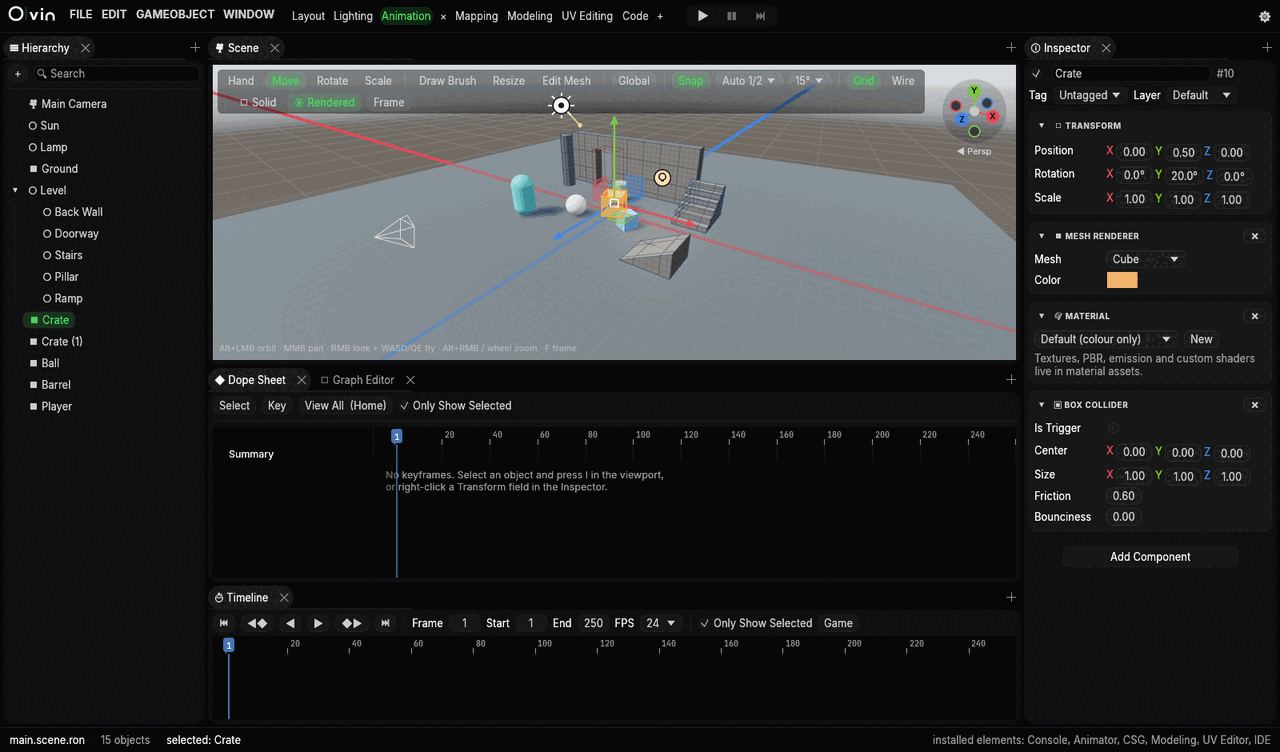 Ovin FILE EDIT GAMEOBJECT WINDOW Layout Lighting Animation × Mapping Modeling UV Editing Code +
Hierarchy
+ Search
Main Camera
Sun
Lamp
Ground
Level
Back Wall
Doorway
Stairs
Pillar
Ramp
Crate
Crate (1)
Ball
Barrel
Player
Scene
Hand Move Rotate Scale Draw Brush Resize Edit Mesh Global Snap Auto 1/2 15° Grid Wire
Solid Rendered Frame
Y
X
Z
Persp
Alt+LMB orbit · MMB pan · RMB look + WASD/QE fly · Alt+RMB / wheel zoom · F frame
Dope Sheet Graph Editor
Select Key View All (Home) Only Show Selected
1 20 40 60 80 100 120 140 160 180 200 220 240
Summary
No keyframes. Select an object and press I in the viewport,
or right-click a Transform field in the Inspector.
Timeline
Frame 1 Start 1 End 250 FPS 24 Only Show Selected Game
1 20 40 60 80 100 120 140 160 180 200 220 240
Inspector
Crate #10
Tag Untagged Layer Default
TRANSFORM
Position X 0.00 Y 0.50 Z 0.00
Rotation X 0.0° Y 20.0° Z 0.0°
Scale X 1.00 Y 1.00 Z 1.00
MESH RENDERER
Mesh Cube
Color
MATERIAL
Default (colour only) New
Textures, PBR, emission and custom shaders
live in material assets.
BOX COLLIDER
Is Trigger
Center X 0.00 Y 0.00 Z 0.00
Size X 1.00 Y 1.00 Z 1.00
Friction 0.60
Bounciness 0.00
Add Component
main.scene.ron 15 objects selected: Crate installed elements: Console, Animator, CSG, Modeling, UV Editor, IDE